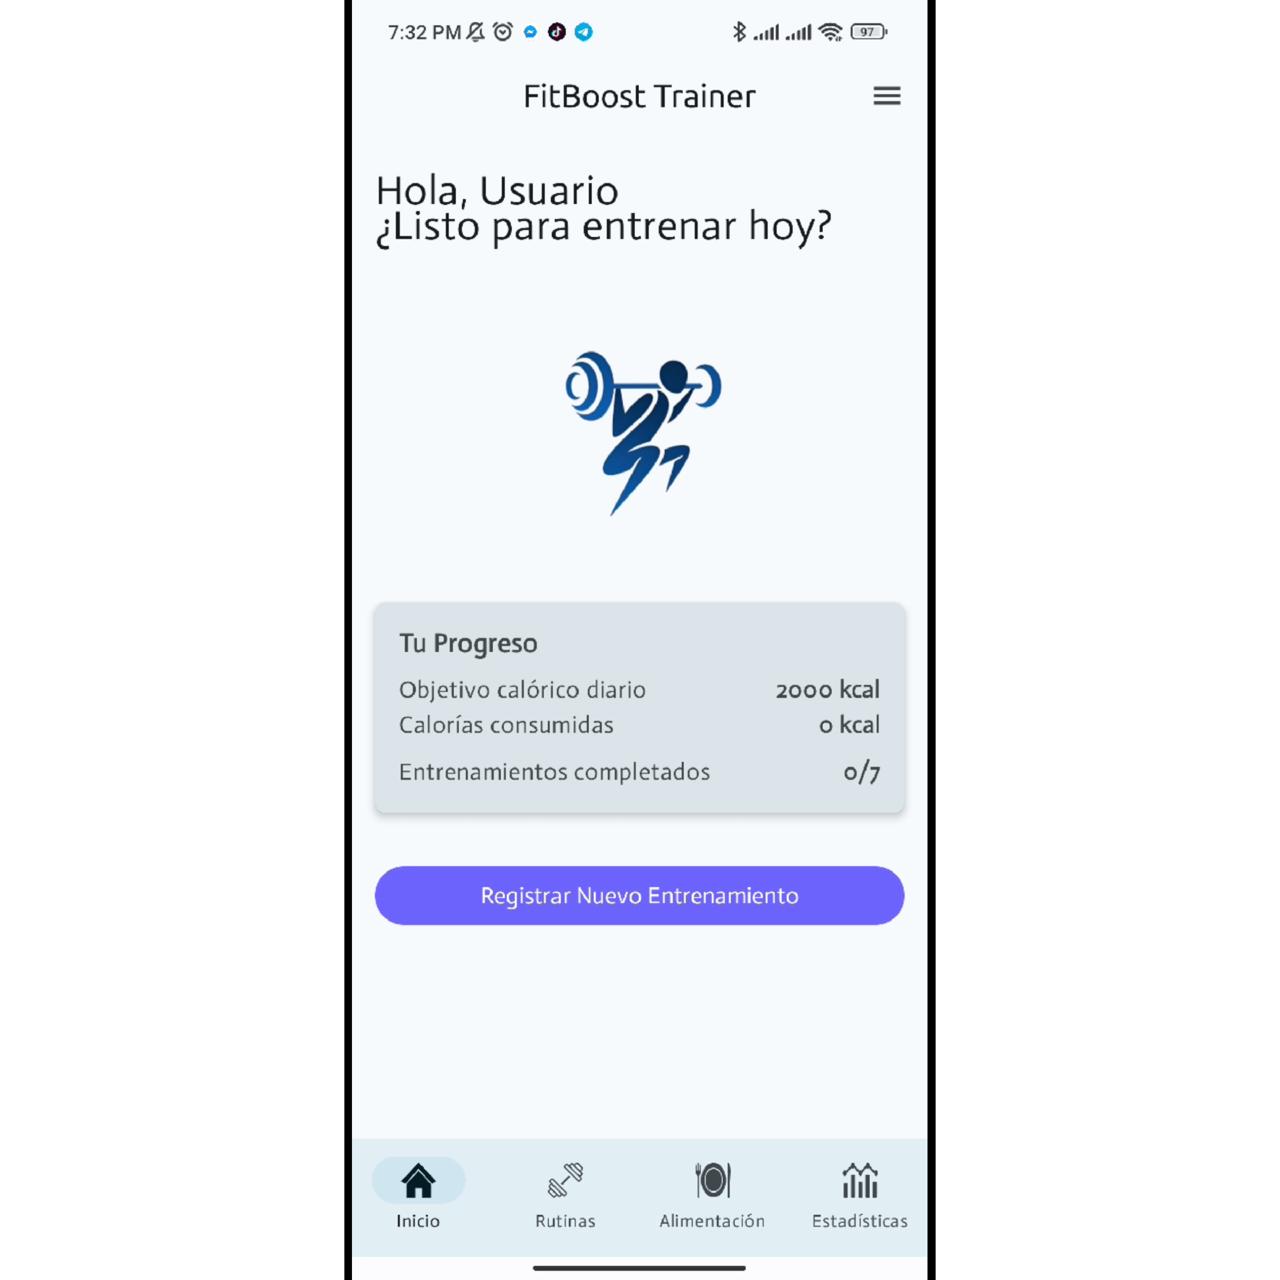 7:32 PM
97
FitBoost Trainer
Hola, Usuario
¿Listo para entrenar hoy?
Tu Progreso
Objetivo calórico diario 2000 kcal
Calorías consumidas 0 kcal
Entrenamientos completados 0/7
Registrar Nuevo Entrenamiento
Inicio Rutinas Alimentación Estadísticas